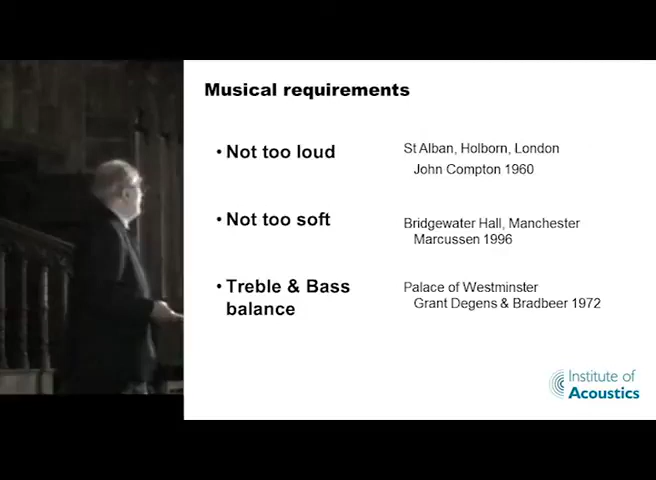 Musical requirements
• Not too loud
St Alban, Holborn, London
John Compton 1960
• Not too soft
Bridgewater Hall, Manchester
Marcussen 1996
• Treble & Bass
balance
Palace of Westminster
Grant Degens & Bradbeer 1972
Institute of
Acoustics